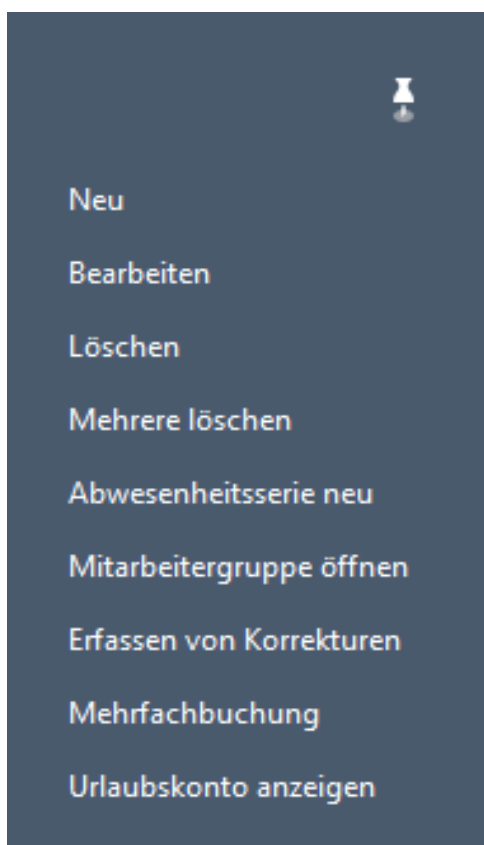 Neu
Bearbeiten
Löschen
Mehrere löschen
Abwesenheitsserie neu
Mitarbeitergruppe öffnen
Erfassen von Korrekturen
Mehrfachbuchung
Urlaubskonto anzeigen